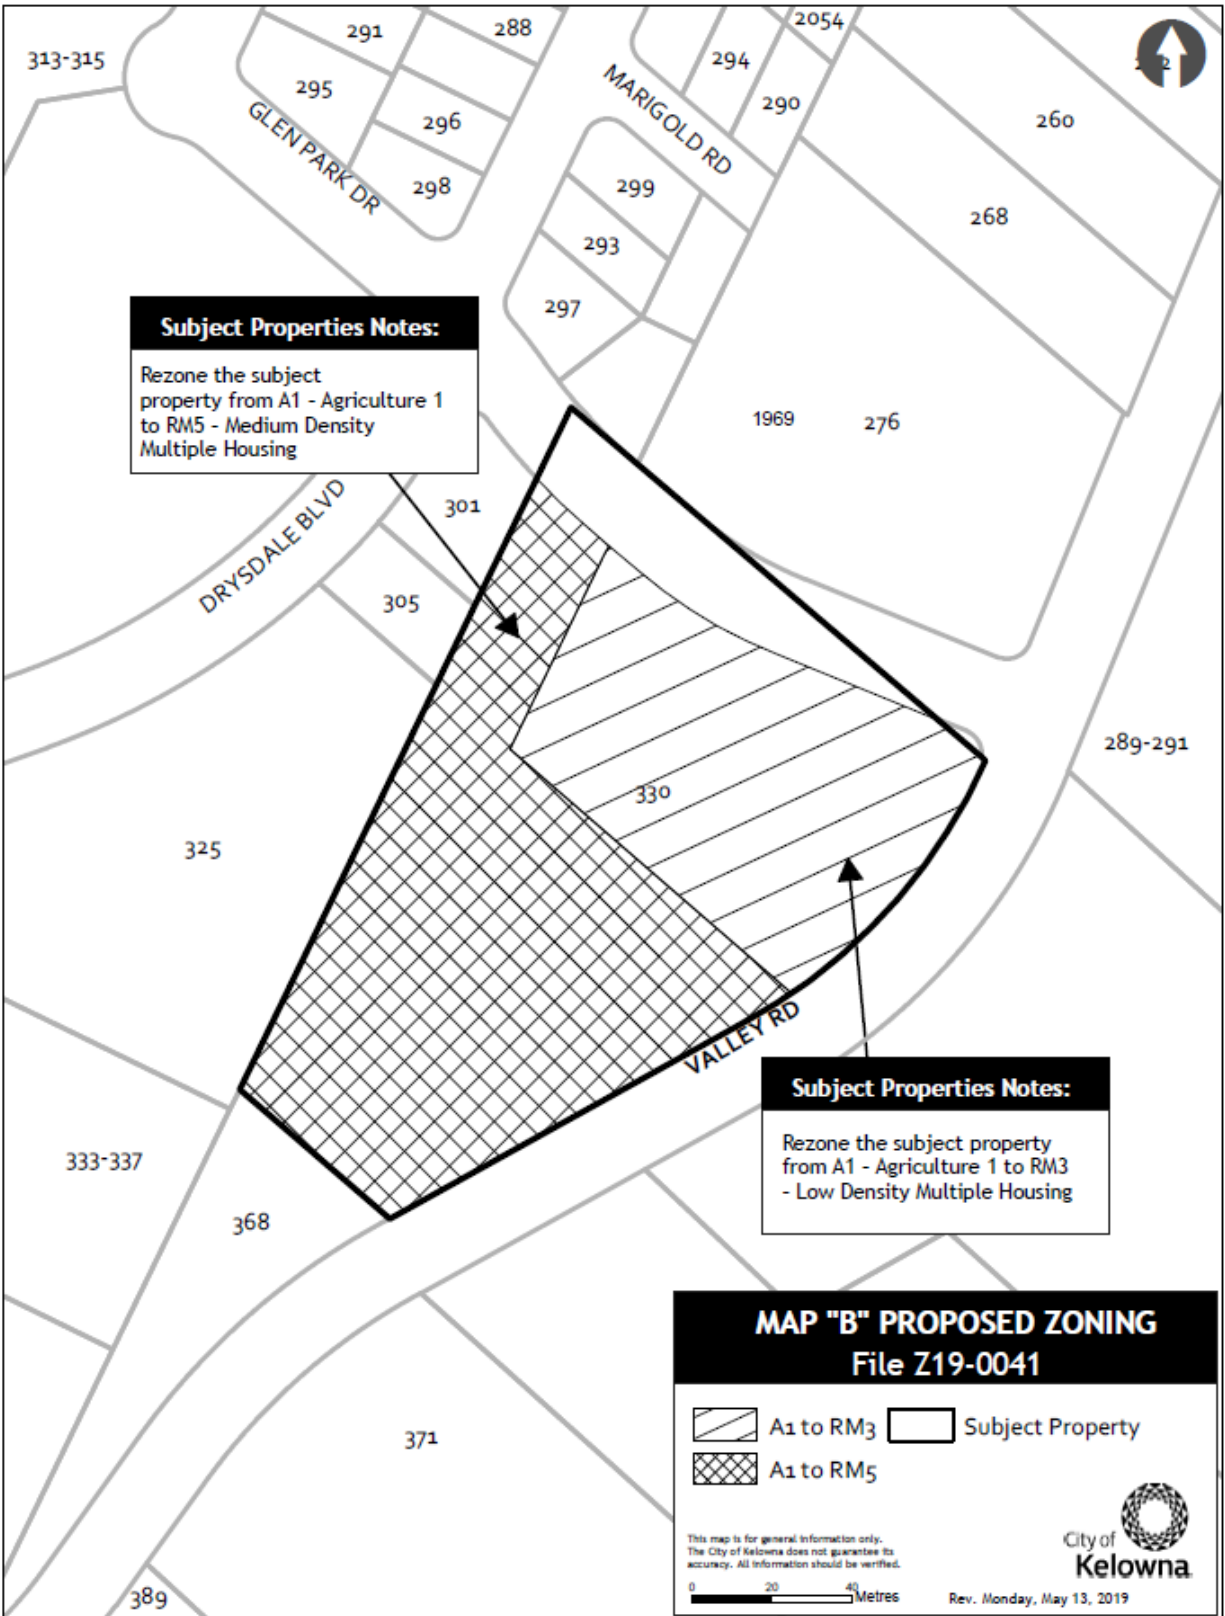 291
288
2054
313-315
294
295
MARIGOLD RD
290
GLEN PARK DR
296
260
298
299
268
293
297
Subject Properties Notes:
Rezone the subject
property from A1 - Agriculture 1
to RM5 - Medium Density
Multiple Housing
1969
276
301
DRYSDALE BLVD
305
289-291
330
325
VALLEY RD
Subject Properties Notes:
Rezone the subject property
from A1 - Agriculture 1 to RM3
- Low Density Multiple Housing
333-337
368
MAP "B" PROPOSED ZONING
File Z19-0041
A1 to RM3
Subject Property
A1 to RM5
371
This map is for general information only.
The City of Kelowna does not guarantee its
accuracy. All information should be verified.
City of
Kelowna
0 20 40 Metres
Rev. Monday, May 13, 2019
389